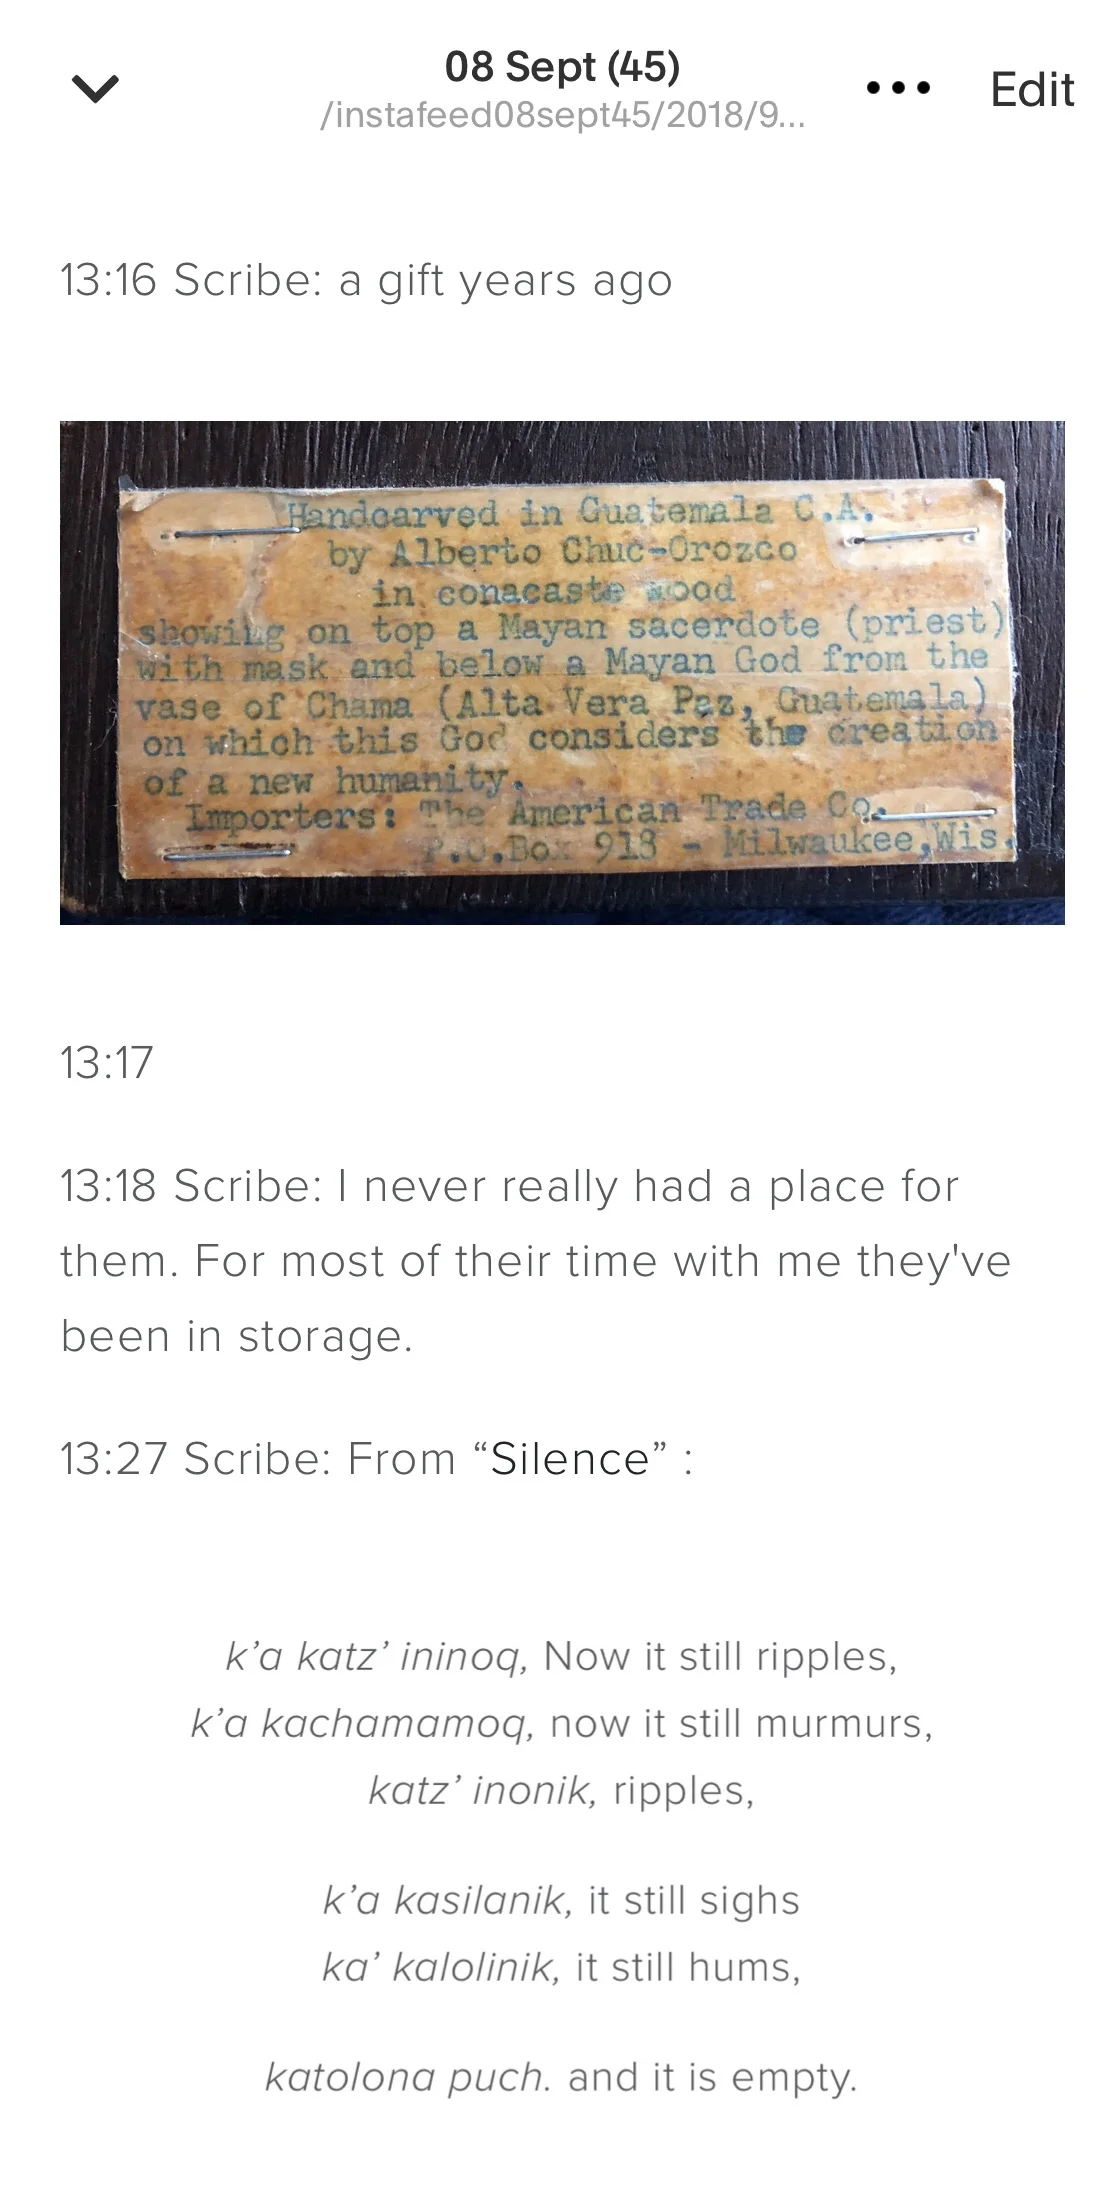 08 Sept (45)
/instafeed08sept45/2018/9...
Edit
13:16 Scribe: a gift years ago
Handcarved in Guatemala C.A.
by Alberto Chuc-Orozco
in conacaste wood
showing on top a Mayan sacerdote (priest)
with mask and below a Mayan God from the
vase of Chama (Alta Vera Paz, Guatemala)
on which this God considers the creation
of a new humanity.
Importers: The American Trade Co.
P.O.Box 913 - Milwaukee,Wis.
13:17
13:18 Scribe: I never really had a place for
them. For most of their time with me they've
been in storage.
13:27 Scribe: From “Silence” :
k’a katz’ ininoq, Now it still ripples,
k’a kachamamoq, now it still murmurs,
katz’ inonik, ripples,
k’a kasilanik, it still sighs
ka’ kalolinik, it still hums,
katolona puch. and it is empty.